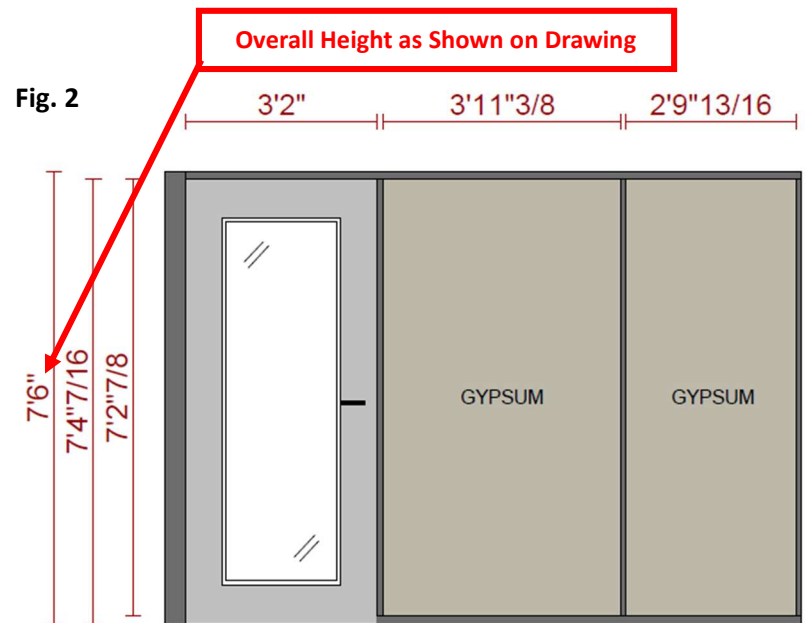 Overall Height as Shown on Drawing
Fig. 2
3'2"
3'11"3/8
2'9"13/16
7'6"
7'4"7/16
7'2"7/8
GYPSUM
GYPSUM